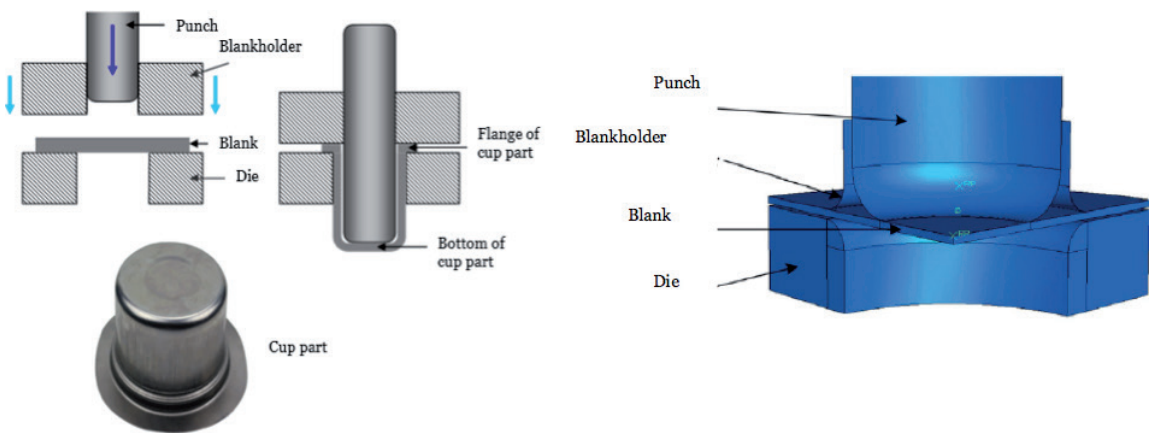 Punch
Blankholder
Blank
Die
Flange of
cup part
Bottom of
cup part
Cup part
Punch
Blankholder
Blank
Die